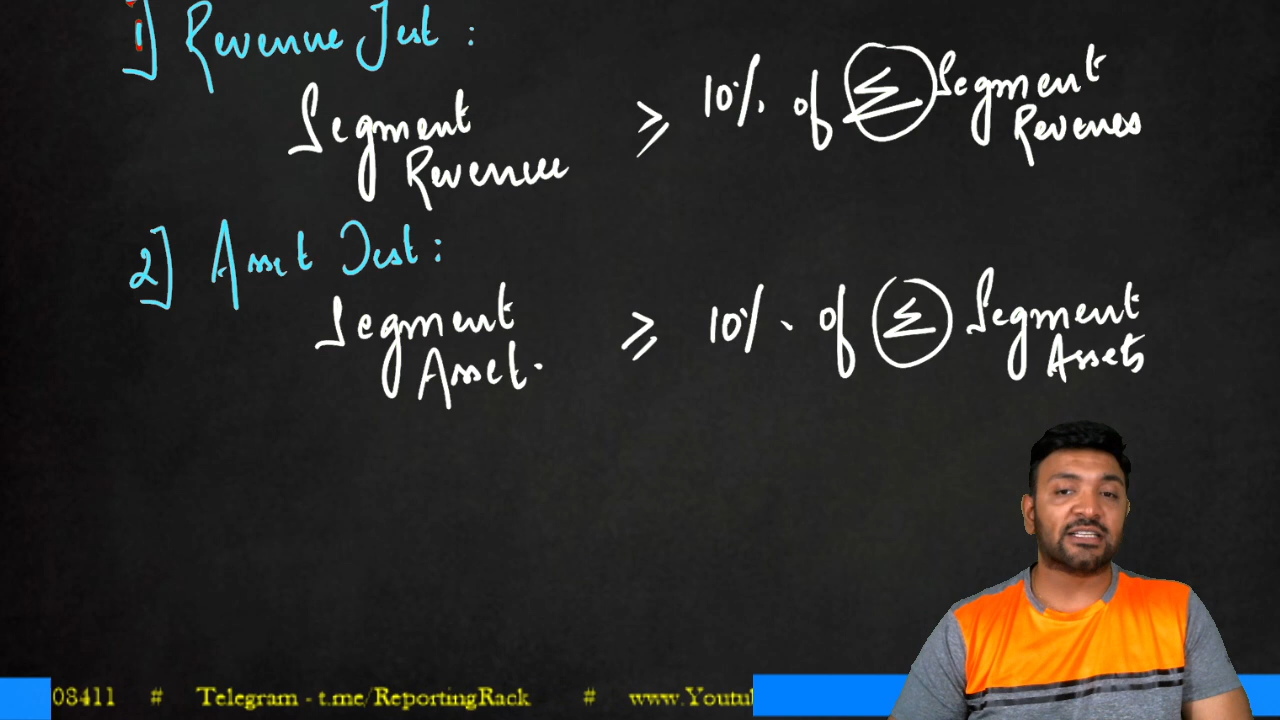 1] Revenue Test :
Segment Revenue ≥ 10% of Σ Segment Revenues
2] Asset Test :
Segment Asset. ≥ 10% . of Σ Segment Assets
08411 # Telegram - t.me/ReportingRack # www.Youtu